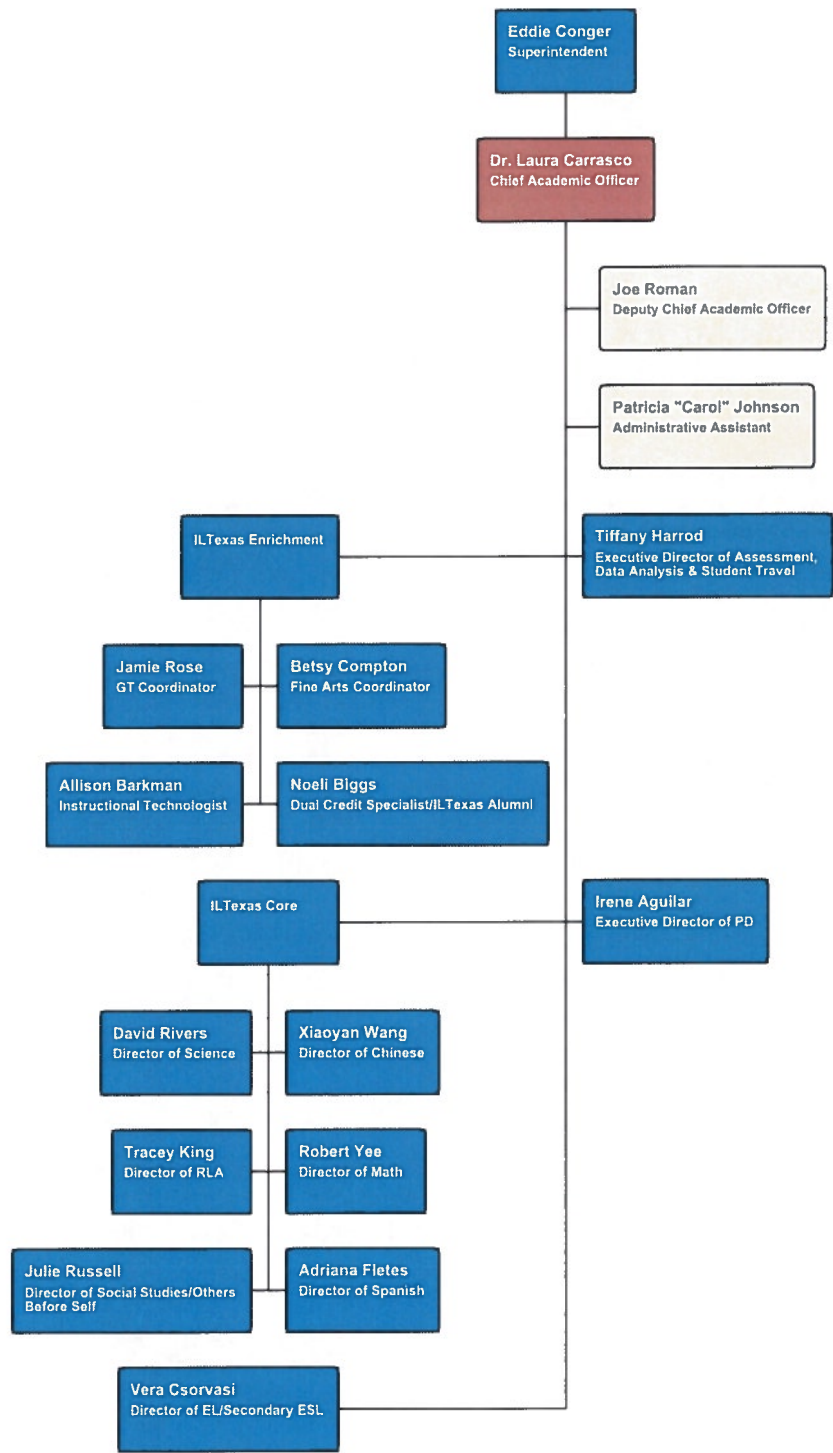 Eddie Conger
Superintendent
Dr. Laura Carrasco
Chief Academic Officer
Joe Roman
Deputy Chief Academic Officer
Patricia "Carol" Johnson
Administrative Assistant
ILTexas Enrichment
Tiffany Harrod
Executive Director of Assessment,
Data Analysis & Student Travel
Jamie Rose
GT Coordinator
Betsy Compton
Fine Arts Coordinator
Allison Barkman
Instructional Technologist
Noeli Biggs
Dual Credit Specialist/ILTexas Alumni
ILTexas Core
Irene Aguilar
Executive Director of PD
David Rivers
Director of Science
Xiaoyan Wang
Director of Chinese
Tracey King
Director of RLA
Robert Yee
Director of Math
Julie Russell
Director of Social Studies/Others
Before Self
Adriana Fletes
Director of Spanish
Vera Csorvasi
Director of EL/Secondary ESL